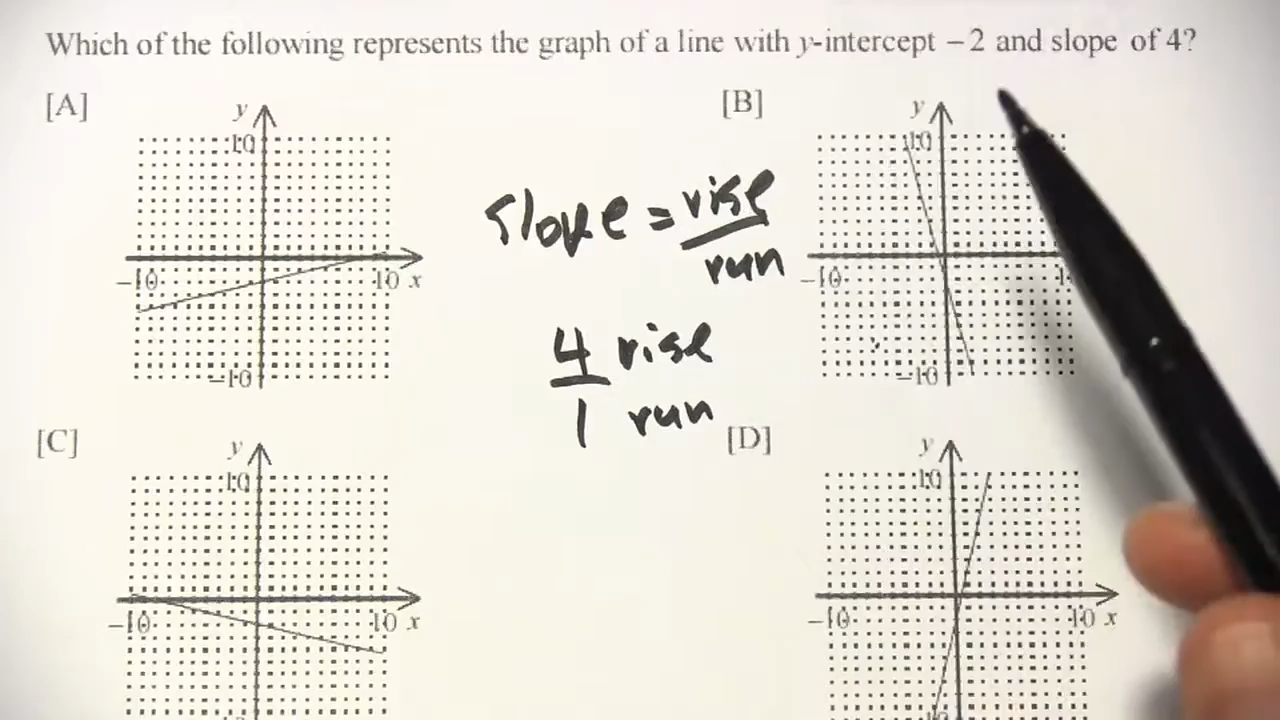 Which of the following represents the graph of a line with y-intercept −2 and slope of 4?
[A]
y
10
−10
10 x
−10
[B]
y
10
−10
−10
slope = rise
run
4 rise
1 run
[C]
y
10
−10
10 x
[D]
y
10
−10
10 x